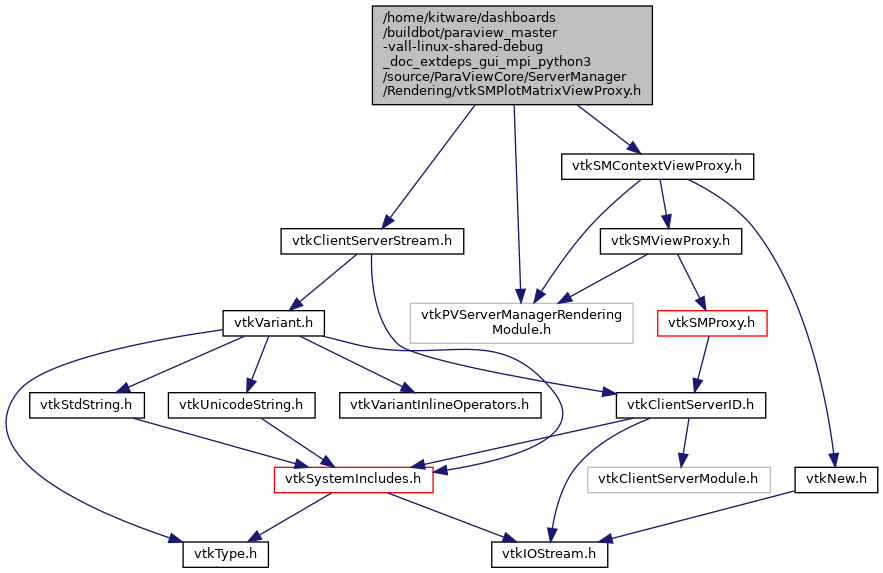 /home/kitware/dashboards
/buildbot/paraview_master
-vall-linux-shared-debug
_doc_extdeps_gui_mpi_python3
/source/ParaViewCore/ServerManager
/Rendering/vtkSMPlotMatrixViewProxy.h
vtkSMContextViewProxy.h
vtkClientServerStream.h
vtkSMViewProxy.h
vtkPVServerManagerRendering
Module.h
vtkVariant.h
vtkSMProxy.h
vtkStdString.h
vtkUnicodeString.h
vtkVariantInlineOperators.h
vtkClientServerID.h
vtkSystemIncludes.h
vtkClientServerModule.h
vtkNew.h
vtkType.h
vtkIOStream.h